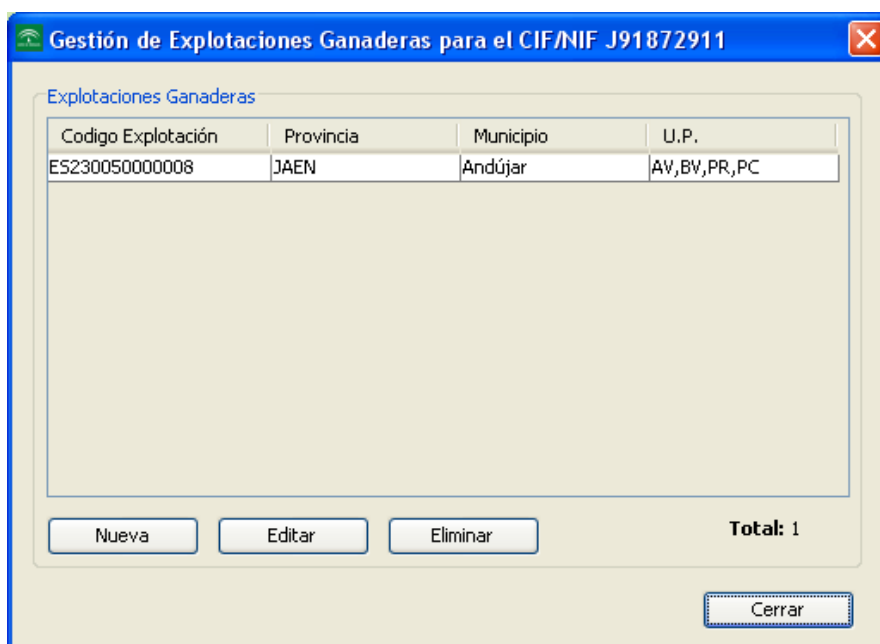 Gestión de Explotaciones Ganaderas para el CIF/NIF J91872911
Explotaciones Ganaderas
Codigo Explotación Provincia Municipio U.P.
ES230050000008 JAEN Andújar AV,BV,PR,PC
Nueva Editar Eliminar Total: 1
Cerrar